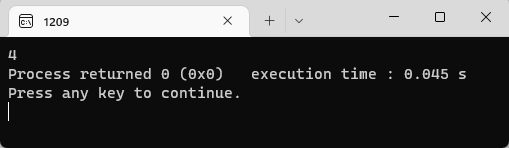 1209
4
Process returned 0 (0x0)   execution time : 0.045 s
Press any key to continue.